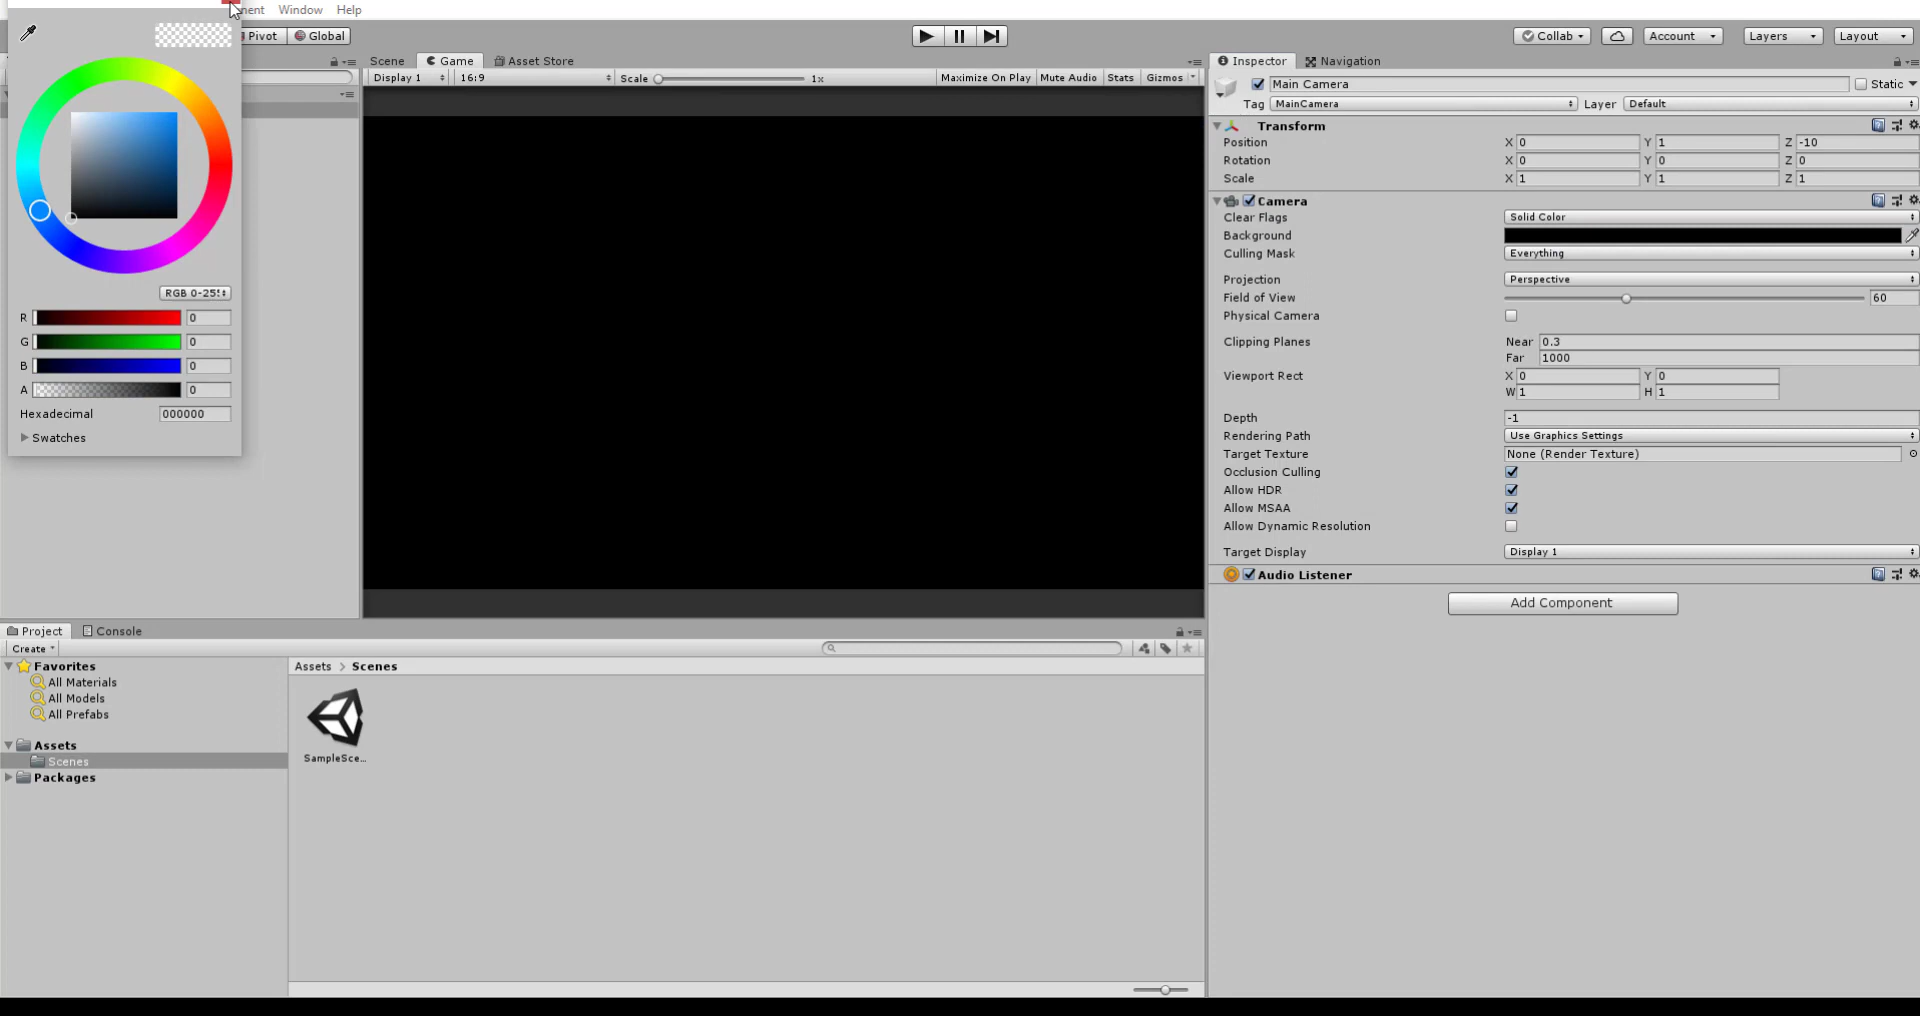 nent Window Help
Pivot Global
Collab Account Layers Layout
Scene Game Asset Store
Display 1 16:9 Scale 1x Maximize On Play Mute Audio Stats Gizmos
RGB 0-25
R 0
G 0
B 0
A 0
Hexadecimal 000000
Swatches
Inspector Navigation
Main Camera Static
Tag MainCamera Layer Default
Transform
Position X 0 Y 1 Z -10
Rotation X 0 Y 0 Z 0
Scale X 1 Y 1 Z 1
Camera
Clear Flags Solid Color
Background
Culling Mask Everything
Projection Perspective
Field of View 60
Physical Camera
Clipping Planes Near 0.3
Far 1000
Viewport Rect X 0 Y 0
W 1 H 1
Depth -1
Rendering Path Use Graphics Settings
Target Texture None (Render Texture)
Occlusion Culling
Allow HDR
Allow MSAA
Allow Dynamic Resolution
Target Display Display 1
Audio Listener
Add Component
Project Console
Create
Favorites
All Materials
All Models
All Prefabs
Assets
Scenes
Packages
Assets > Scenes
SampleSce...